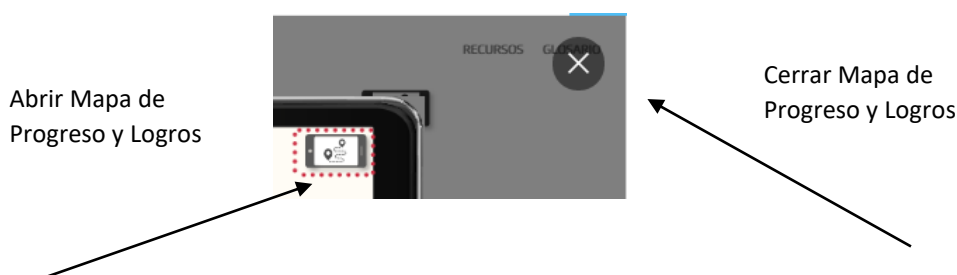 RECURSOS GLOSARIO
Abrir Mapa de
Progreso y Logros
Cerrar Mapa de
Progreso y Logros